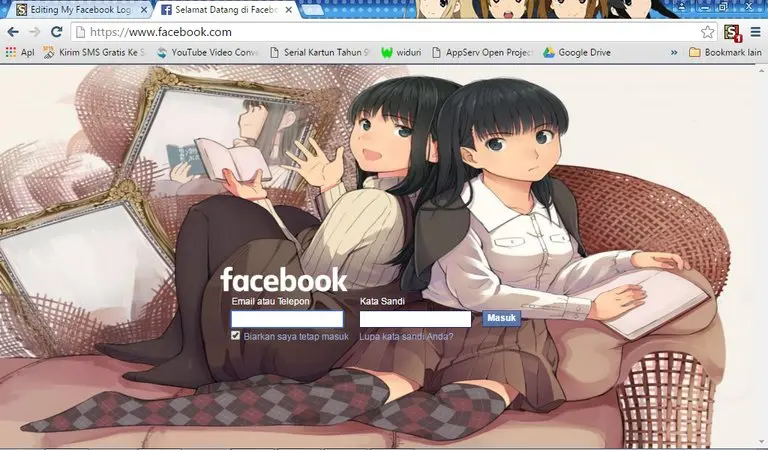 Editing My Facebook Log
Selamat Datang di Facebo
https://www.facebook.com
Apl
Kirim SMS Gratis Ke S
YouTube Video Conve
Serial Kartun Tahun 9
widuri
AppServ Open Project
Google Drive
»
Bookmark lain
facebook
Email atau Telepon
Kata Sandi
Masuk
Biarkan saya tetap masuk
Lupa kata sandi Anda?